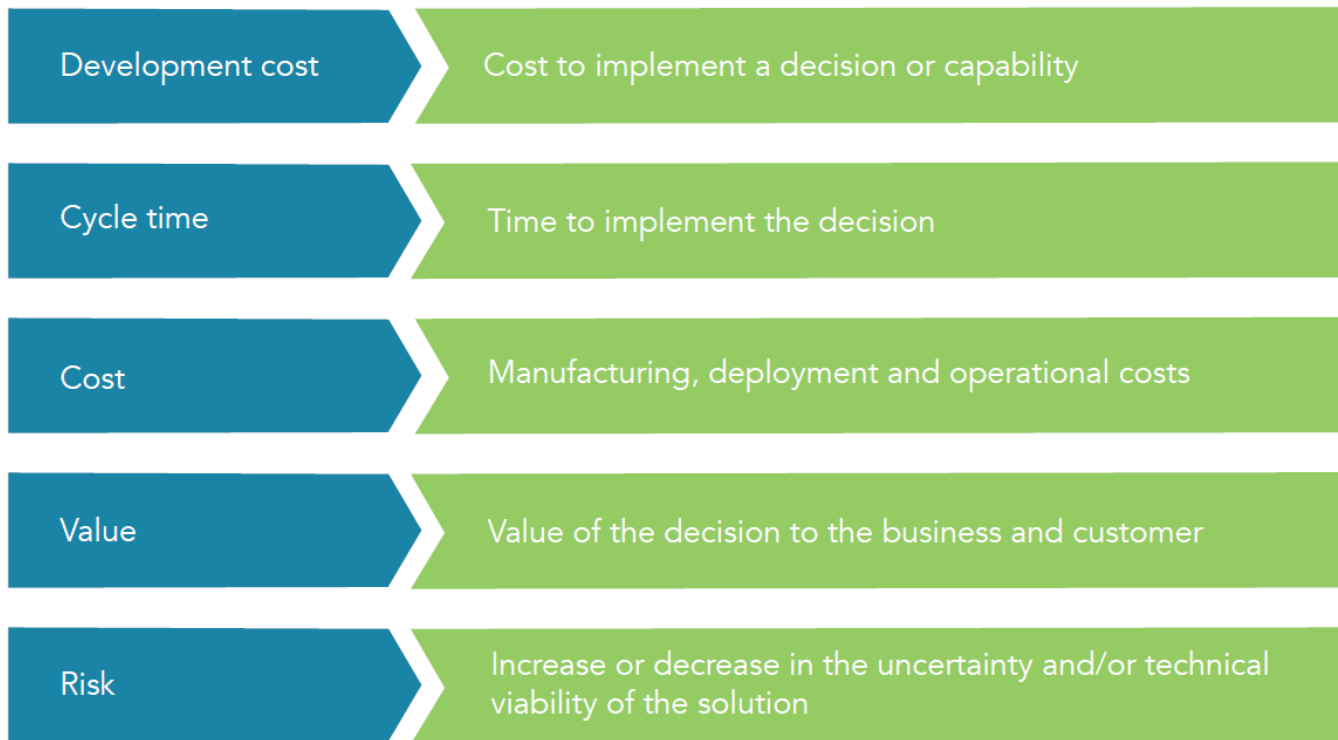 Development cost
Cost to implement a decision or capability
Cycle time
Time to implement the decision
Cost
Manufacturing, deployment and operational costs
Value
Value of the decision to the business and customer
Risk
Increase or decrease in the uncertainty and/or technical
viability of the solution